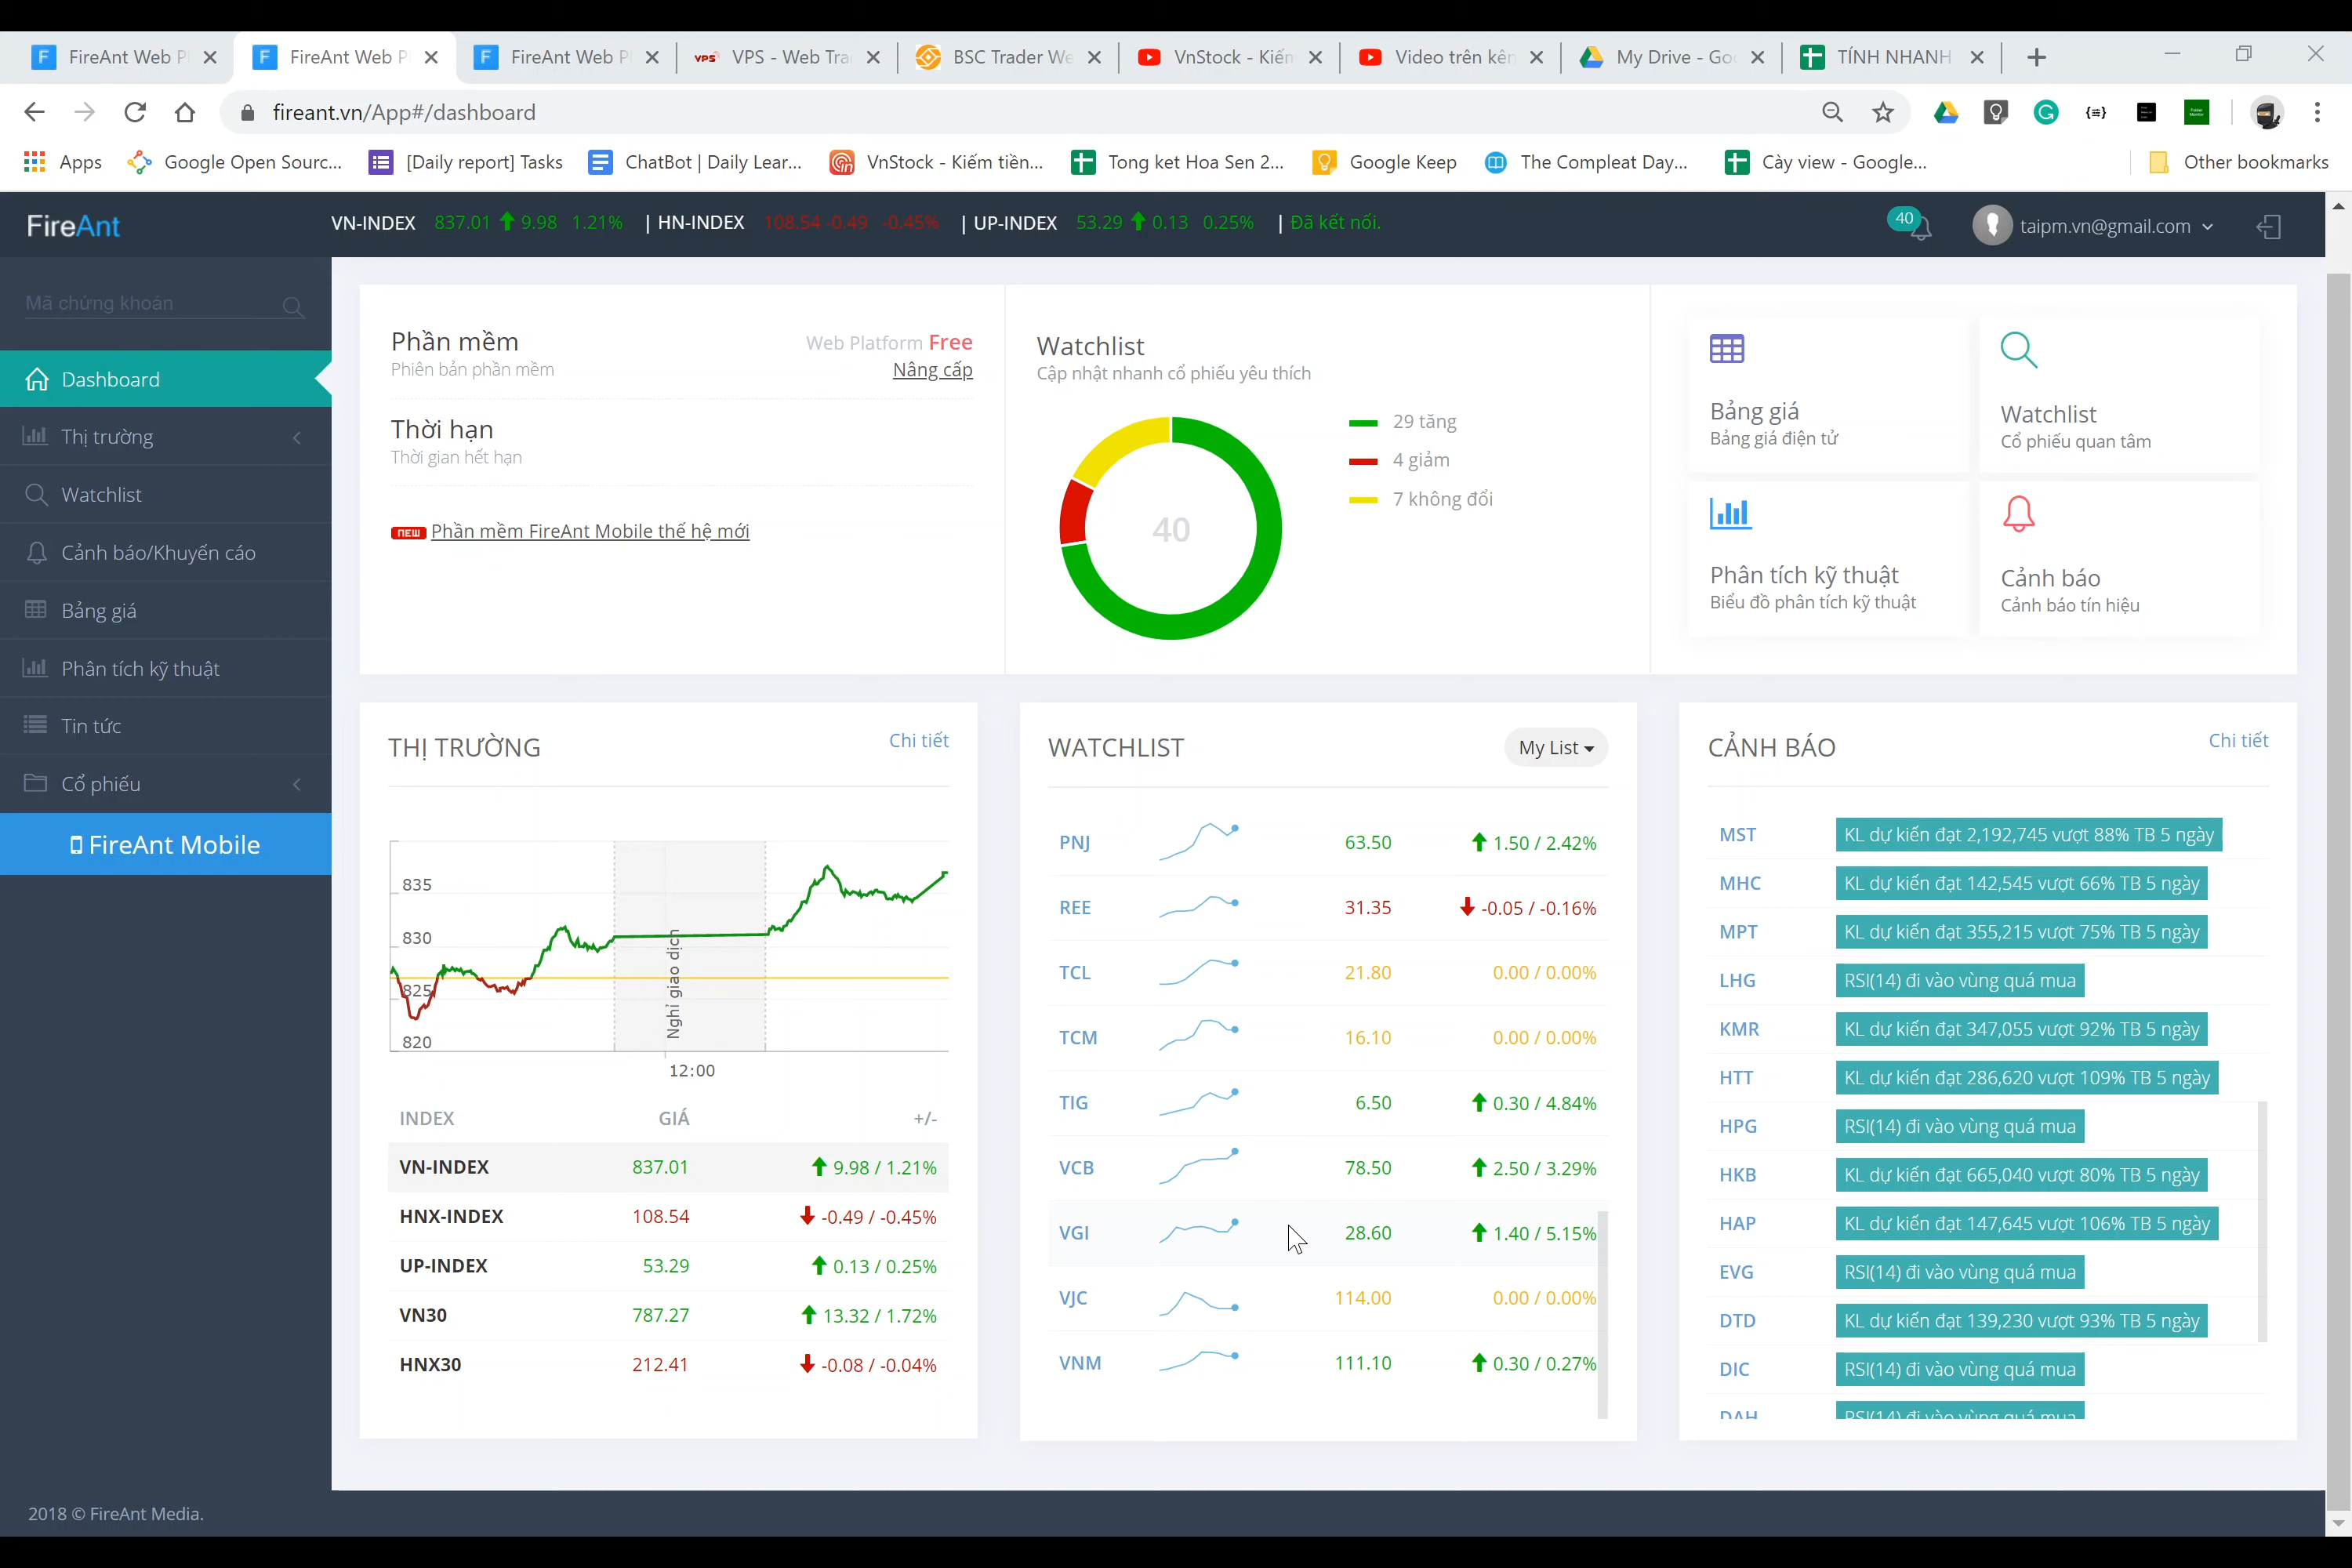 FireAnt Web P
FireAnt Web P
FireAnt Web P
VPS VPS - Web Tra
BSC Trader We
VnStock - Kiếm
Video trên kên
My Drive - Goo
TÍNH NHANH
fireant.vn/App#/dashboard
Apps
Google Open Sourc...
[Daily report] Tasks
ChatBot | Daily Lear...
VnStock - Kiếm tiền...
Tong ket Hoa Sen 2...
Google Keep
The Compleat Day...
Cày view - Google...
Other bookmarks
FireAnt
VN-INDEX 837.01 9.98 1.21% | HN-INDEX 108.54 -0.49 -0.45% | UP-INDEX 53.29 0.13 0.25% | Đã kết nối.
40
taipm.vn@gmail.com
Mã chứng khoán
Dashboard
Thị trường
Watchlist
Cảnh báo/Khuyến cáo
Bảng giá
Phân tích kỹ thuật
Tin tức
Cổ phiếu
FireAnt Mobile
Phần mềm
Phiên bản phần mềm
Web Platform Free
Nâng cấp
Thời hạn
Thời gian hết hạn
NEW Phần mềm FireAnt Mobile thế hệ mới
Watchlist
Cập nhật nhanh cổ phiếu yêu thích
40
29 tăng
4 giảm
7 không đổi
Bảng giá
Bảng giá điện tử
Watchlist
Cổ phiếu quan tâm
Phân tích kỹ thuật
Biểu đồ phân tích kỹ thuật
Cảnh báo
Cảnh báo tín hiệu
THỊ TRƯỜNG
Chi tiết
835
830
825
820
Nghỉ giao dịch
12:00
INDEX GIÁ +/-
VN-INDEX 837.01 9.98 / 1.21%
HNX-INDEX 108.54 -0.49 / -0.45%
UP-INDEX 53.29 0.13 / 0.25%
VN30 787.27 13.32 / 1.72%
HNX30 212.41 -0.08 / -0.04%
WATCHLIST
My List
PNJ 63.50 1.50 / 2.42%
REE 31.35 -0.05 / -0.16%
TCL 21.80 0.00 / 0.00%
TCM 16.10 0.00 / 0.00%
TIG 6.50 0.30 / 4.84%
VCB 78.50 2.50 / 3.29%
VGI 28.60 1.40 / 5.15%
VJC 114.00 0.00 / 0.00%
VNM 111.10 0.30 / 0.27%
CẢNH BÁO
Chi tiết
MST KL dự kiến đạt 2,192,745 vượt 88% TB 5 ngày
MHC KL dự kiến đạt 142,545 vượt 66% TB 5 ngày
MPT KL dự kiến đạt 355,215 vượt 75% TB 5 ngày
LHG RSI(14) đi vào vùng quá mua
KMR KL dự kiến đạt 347,055 vượt 92% TB 5 ngày
HTT KL dự kiến đạt 286,620 vượt 109% TB 5 ngày
HPG RSI(14) đi vào vùng quá mua
HKB KL dự kiến đạt 665,040 vượt 80% TB 5 ngày
HAP KL dự kiến đạt 147,645 vượt 106% TB 5 ngày
EVG RSI(14) đi vào vùng quá mua
DTD KL dự kiến đạt 139,230 vượt 93% TB 5 ngày
DIC RSI(14) đi vào vùng quá mua
DAH RSI(14) đi vào vùng quá mua
2018 © FireAnt Media.